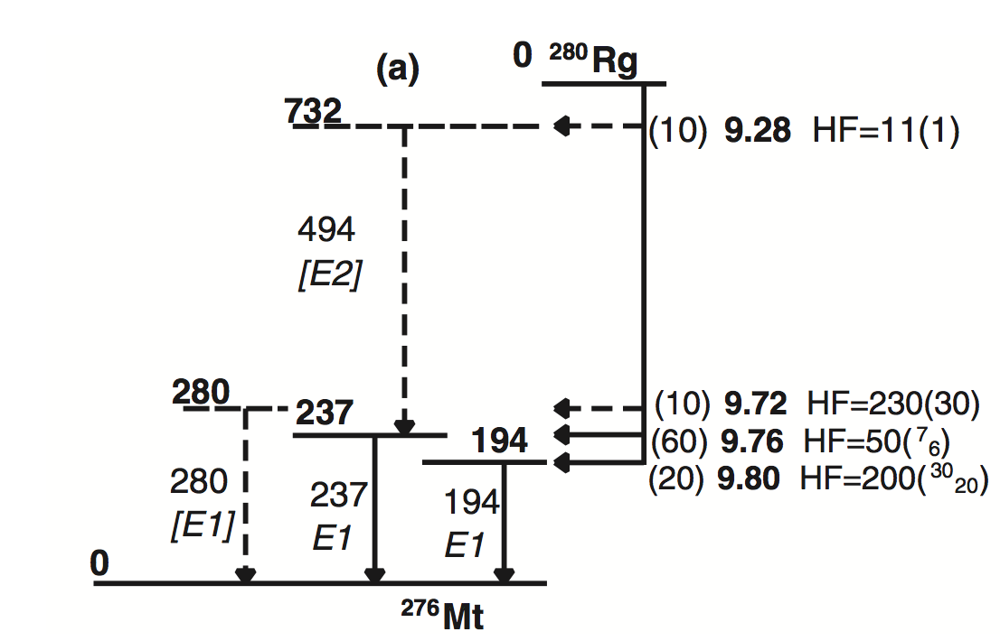 (a)
0 ²⁸⁰Rg
732
(10) 9.28 HF=11(1)
494
[E2]
280
237
194
(10) 9.72 HF=230(30)
(60) 9.76 HF=50(⁷₆)
(20) 9.80 HF=200(³⁰₂₀)
280
[E1]
237
E1
194
E1
0
²⁷⁶Mt